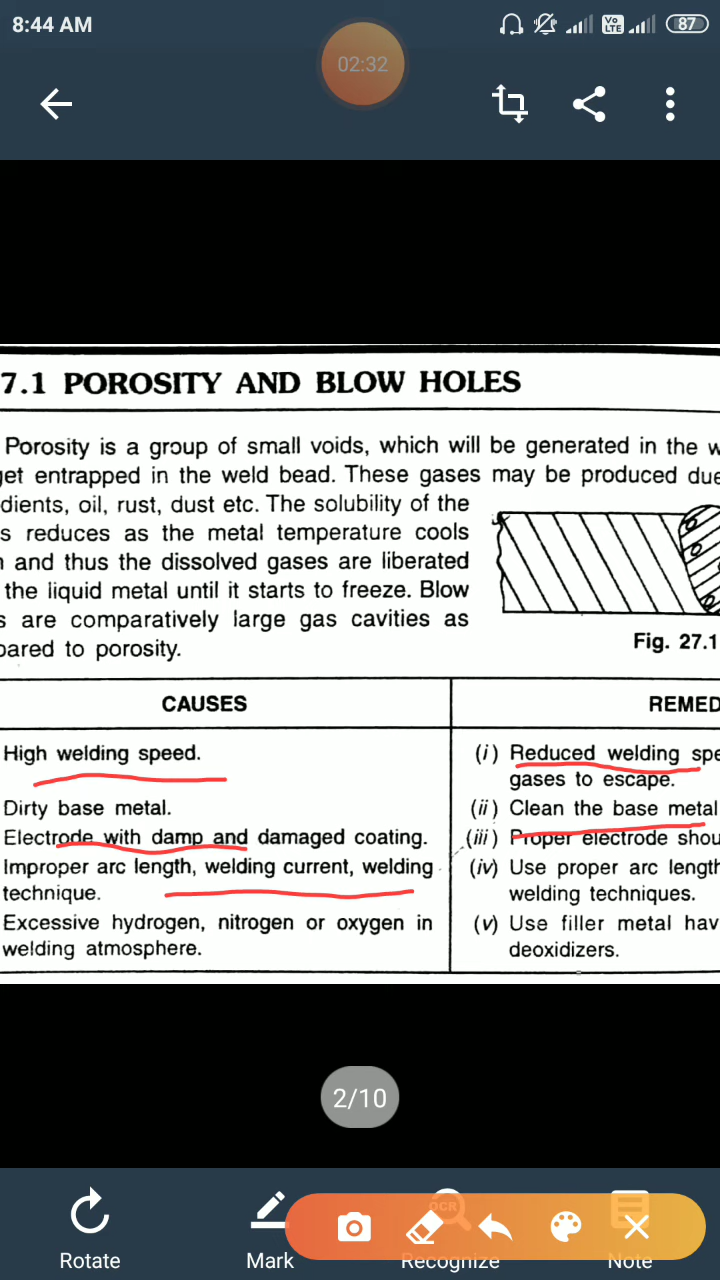 8:44 AM
Vo
LTE
87
02:32
7.1 POROSITY AND BLOW HOLES
Porosity is a group of small voids, which will be generated in the
entrapped in the weld bead. These gases may be produced
oil, rust, dust etc. The solubility of the
reduces as the metal temperature cools
and thus the dissolved gases are liberated
the liquid metal until it starts to freeze. Blow
are comparatively large gas cavities as
to porosity.
Fig. 27.1
CAUSES
High welding speed.
Dirty base metal.
Electrode with damp and damaged coating.
Improper arc length, welding current, welding
technique.
Excessive hydrogen, nitrogen or oxygen in
welding atmosphere.
REMED
(i) Reduced welding spe
gases to escape.
(ii) Clean the base metal
(iii) Proper electrode shou
(iv) Use proper arc length
welding techniques.
(v) Use filler metal hav
deoxidizers.
2/10
Rotate
Mark
OCR
Recognize
Note